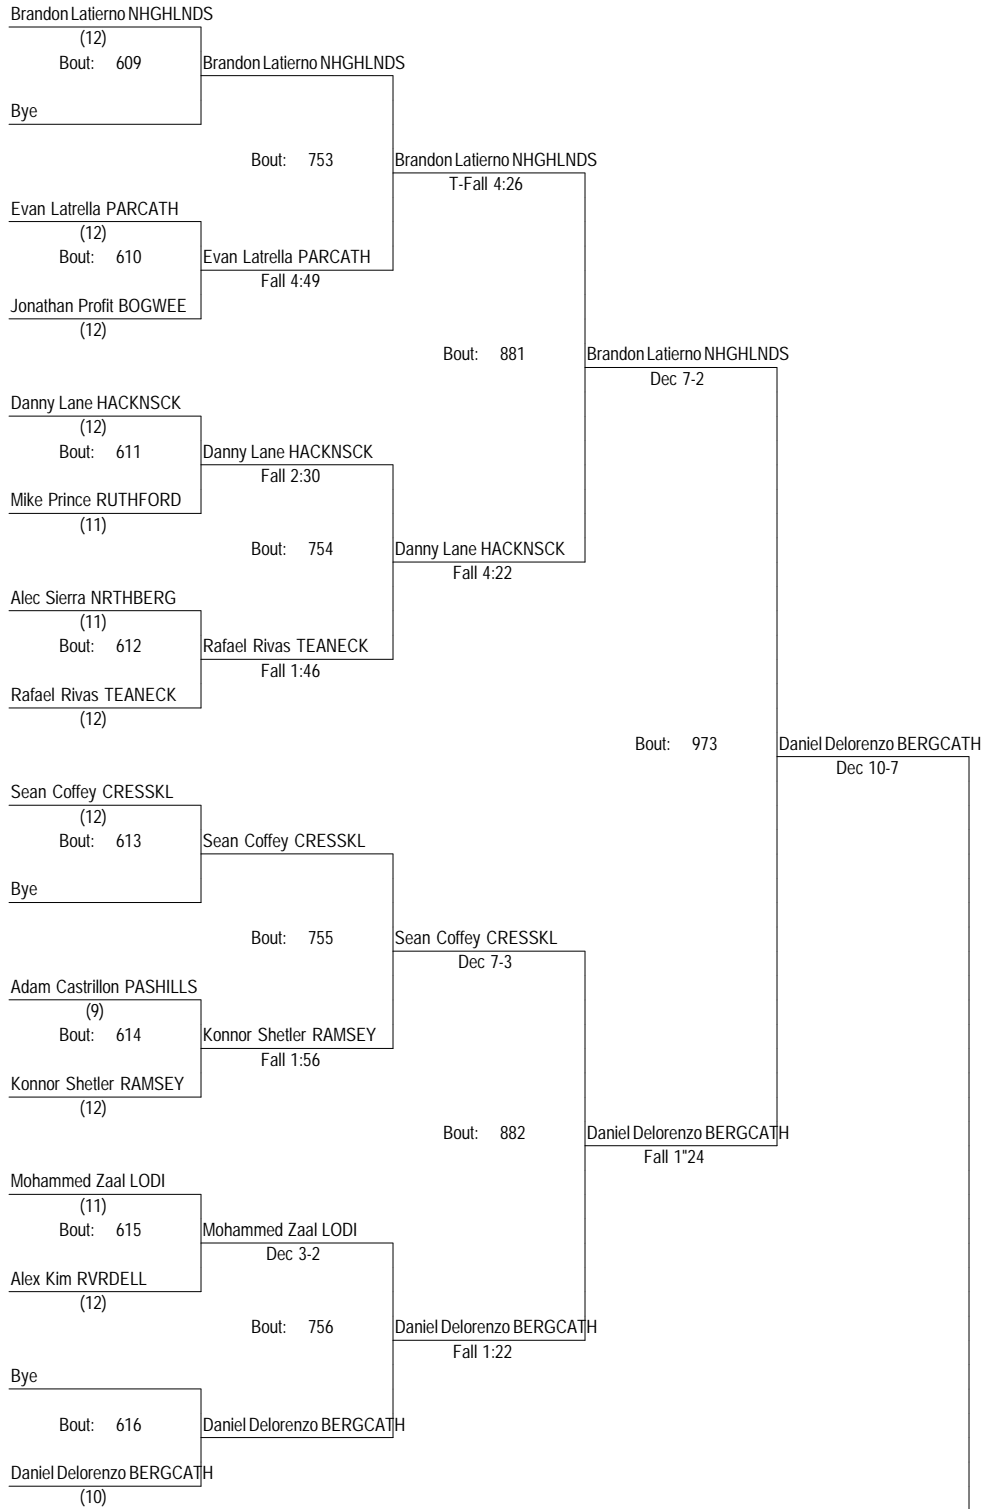 Brandon Latierno NHGHLNDS
(12)
Bout: 609
Brandon Latierno NHGHLNDS
Bye
Bout: 753
Brandon Latierno NHGHLNDS
T-Fall 4:26
Evan Latrella PARCATH
(12)
Bout: 610
Evan Latrella PARCATH
Fall 4:49
Jonathan Profit BOGWEE
(12)
Bout: 881
Brandon Latierno NHGHLNDS
Dec 7-2
Danny Lane HACKNSCK
(12)
Bout: 611
Danny Lane HACKNSCK
Fall 2:30
Mike Prince RUTHFORD
(11)
Bout: 754
Danny Lane HACKNSCK
Fall 4:22
Alec Sierra NRTHBERG
(11)
Bout: 612
Rafael Rivas TEANECK
Fall 1:46
Rafael Rivas TEANECK
(12)
Bout: 973
Daniel Delorenzo BERGCATH
Dec 10-7
Sean Coffey CRESSKL
(12)
Bout: 613
Sean Coffey CRESSKL
Bye
Bout: 755
Sean Coffey CRESSKL
Dec 7-3
Adam Castrillon PASHILLS
(9)
Bout: 614
Konnor Shetler RAMSEY
Fall 1:56
Konnor Shetler RAMSEY
(12)
Bout: 882
Daniel Delorenzo BERGCATH
Fall 1"24
Mohammed Zaal LODI
(11)
Bout: 615
Mohammed Zaal LODI
Dec 3-2
Alex Kim RVRDELL
(12)
Bout: 756
Daniel Delorenzo BERGCATH
Fall 1:22
Bye
Bout: 616
Daniel Delorenzo BERGCATH
Daniel Delorenzo BERGCATH
(10)